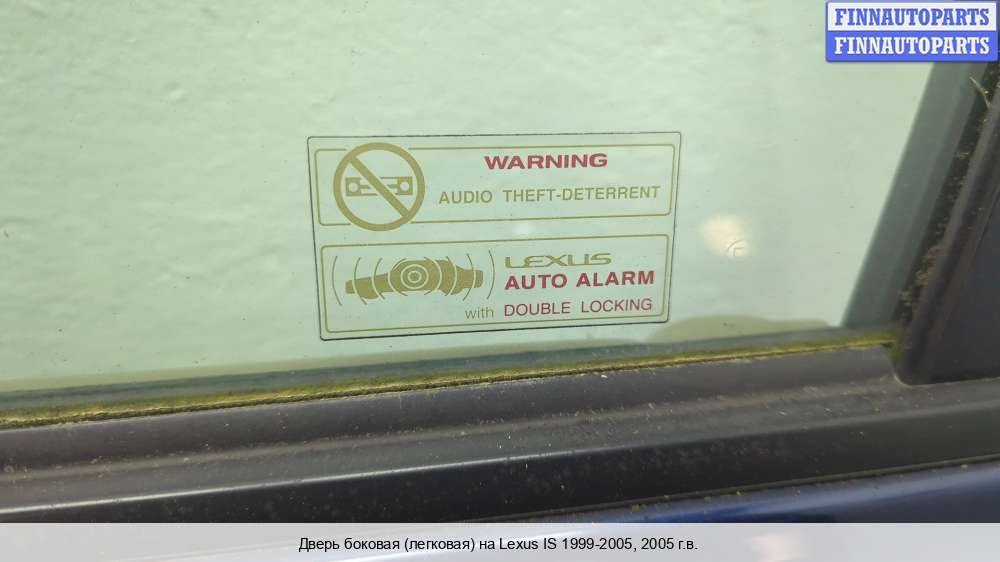 FINNAUTOPARTS
FINNAUTOPARTS
WARNING
AUDIO THEFT-DETERRENT
LEXUS
AUTO ALARM
with DOUBLE LOCKING
Дверь боковая (легковая) на Lexus IS 1999-2005, 2005 г.в.